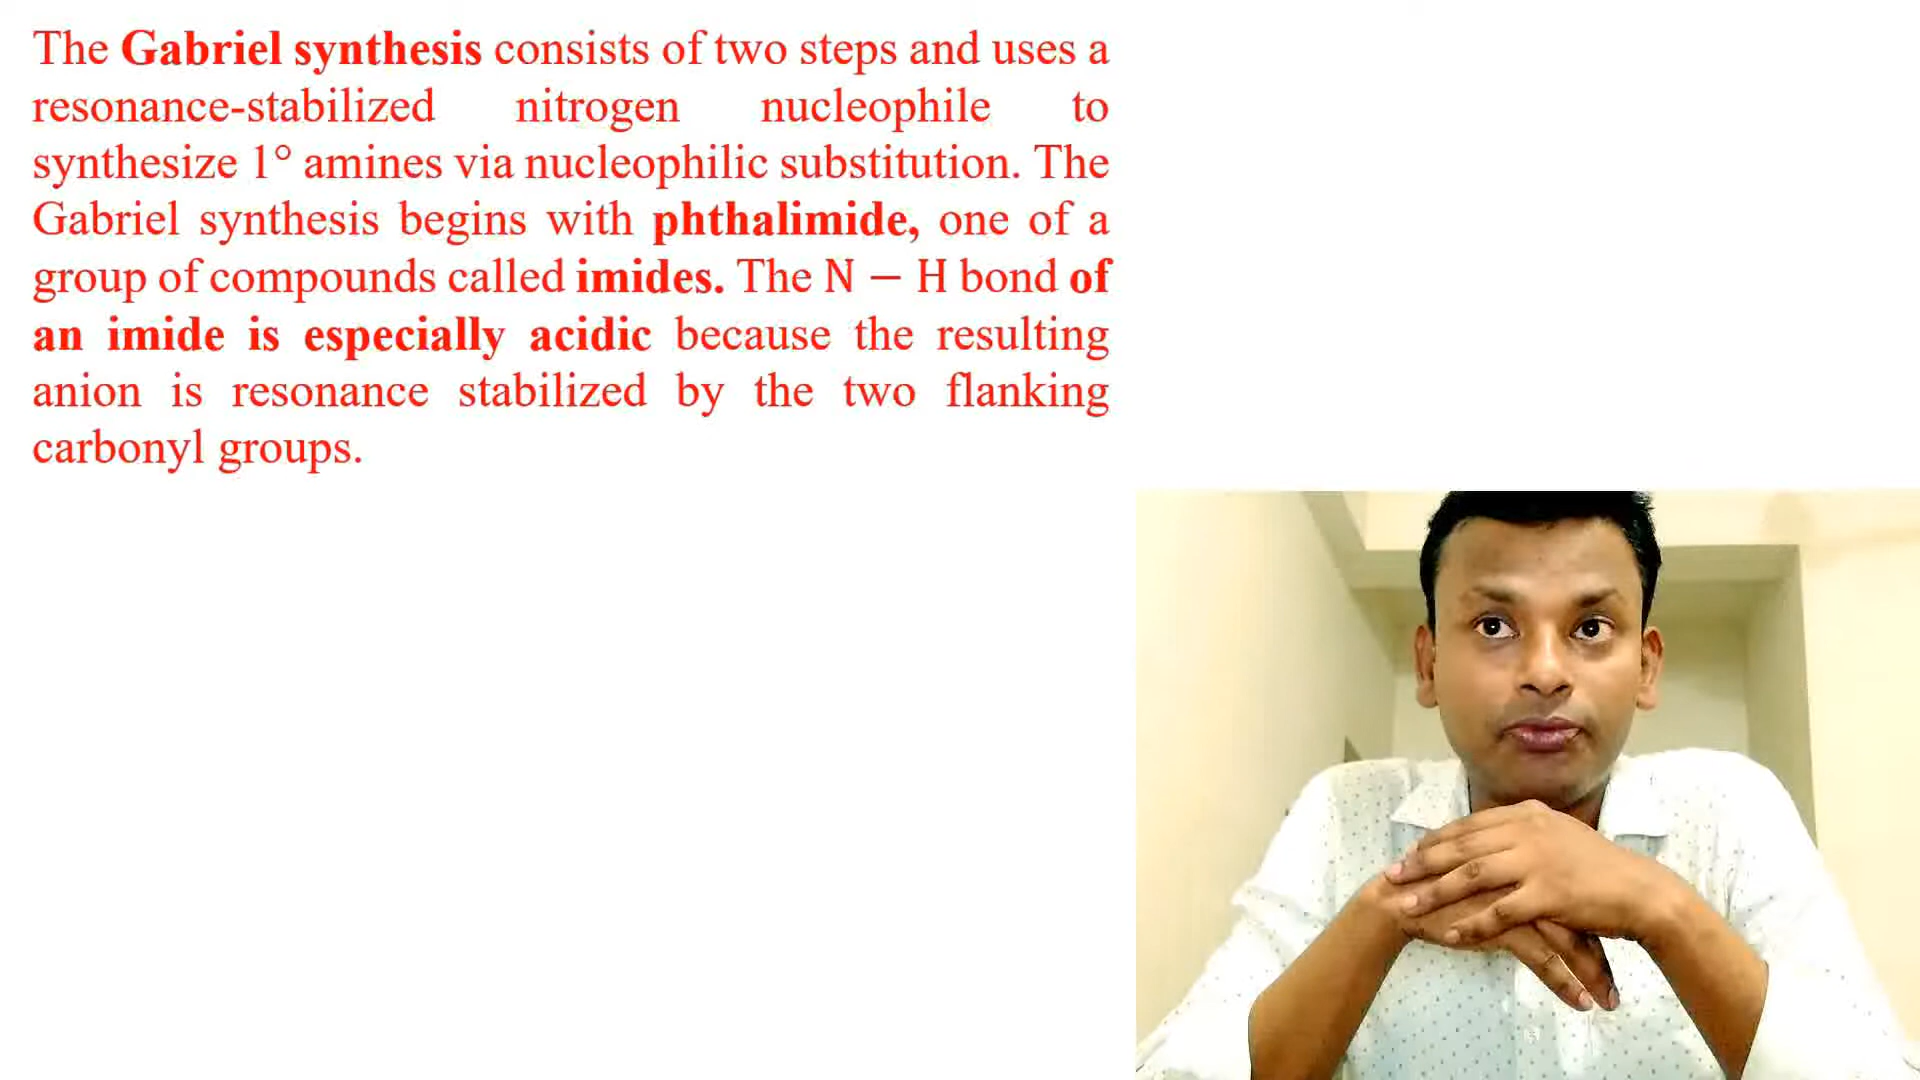 The Gabriel synthesis consists of two steps and uses a
resonance-stabilized nitrogen nucleophile to
synthesize 1° amines via nucleophilic substitution. The
Gabriel synthesis begins with phthalimide, one of a
group of compounds called imides. The N − H bond of
an imide is especially acidic because the resulting
anion is resonance stabilized by the two flanking
carbonyl groups.